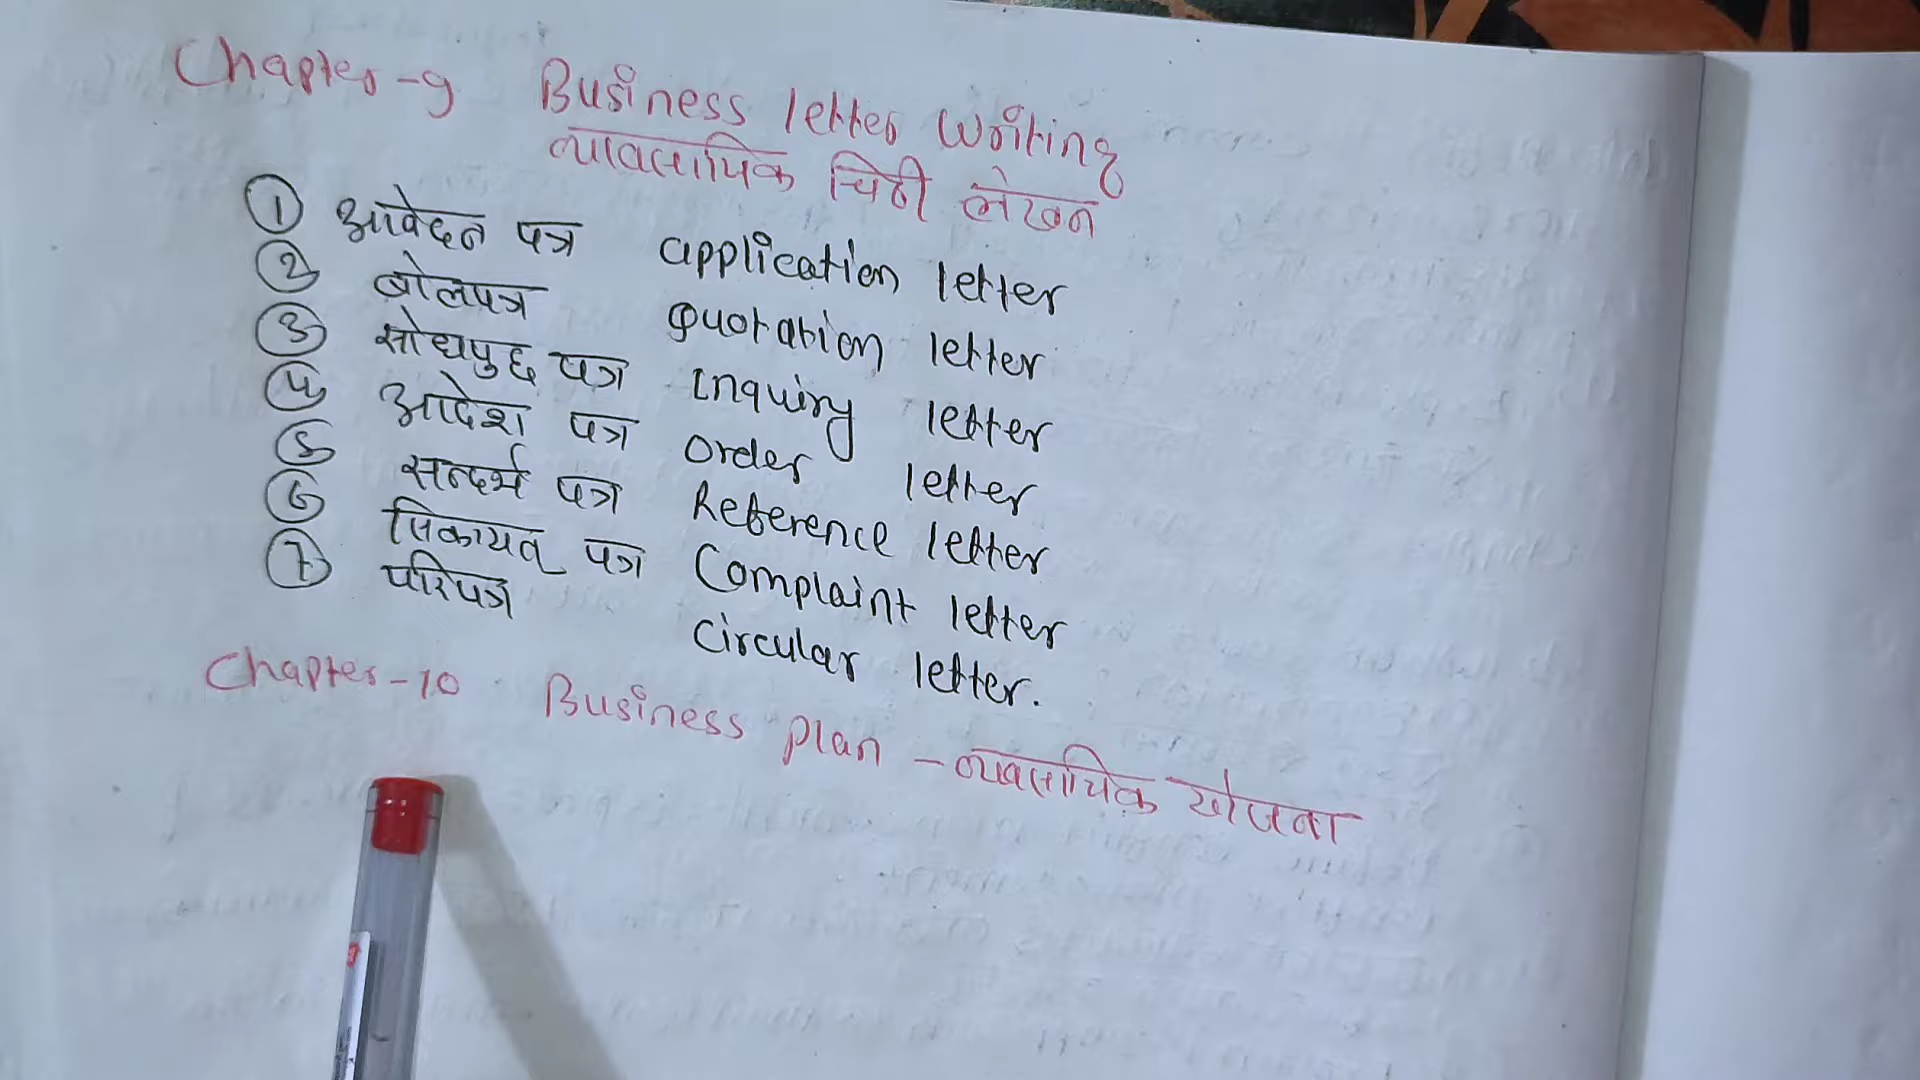 Chapter-9 Business letter writing
व्यावसायिक चिठी लेखन
① आवेदन पत्र application letter
② बोलपत्र quotation letter
③ सोधपुछ पत्र Inquiry letter
④ आदेश पत्र order letter
⑤ सन्दर्भ पत्र Reference letter
⑥ सिकायत् पत्र Complaint letter
⑦ परिपत्र circular letter.
Chapter-10 Business plan - व्यवसायिक योजना